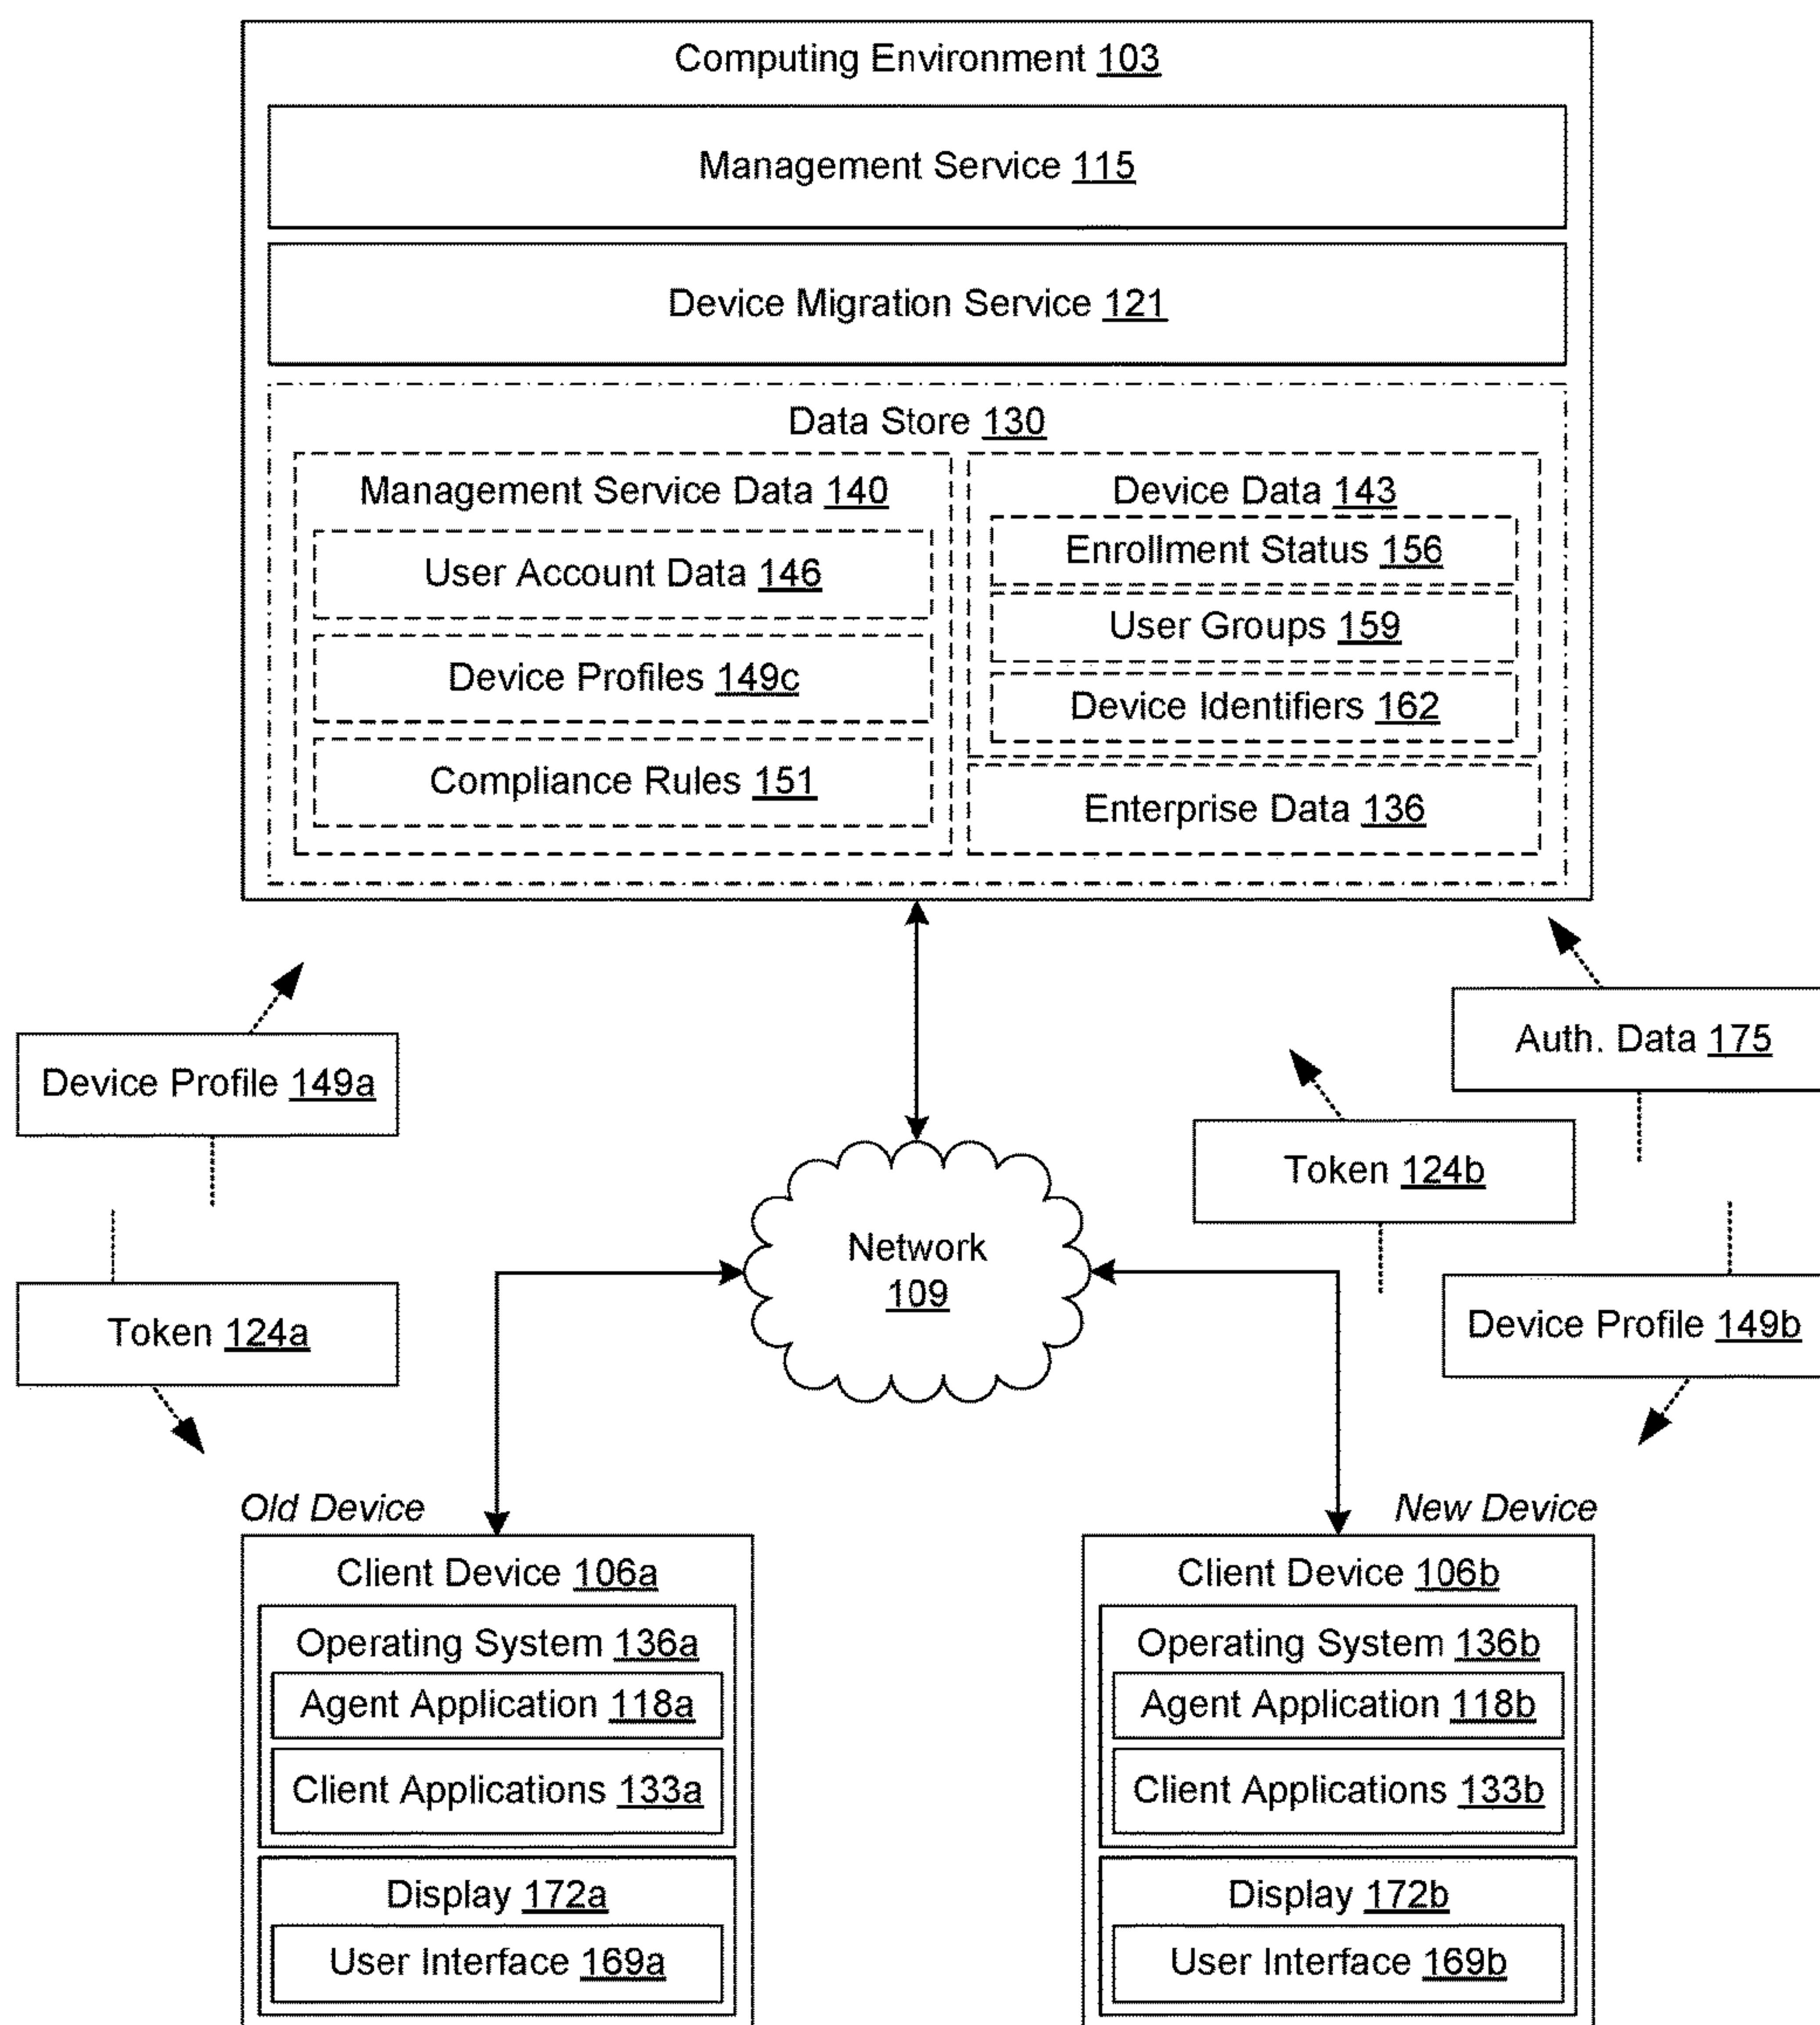 Computing Environment 103
Management Service 115
Device Migration Service 121
Data Store 130
Management Service Data 140
User Account Data 146
Device Profiles 149c
Compliance Rules 151
Device Data 143
Enrollment Status 156
User Groups 159
Device Identifiers 162
Enterprise Data 136
Device Profile 149a
Token 124a
Network
109
Auth. Data 175
Token 124b
Device Profile 149b
Old Device
Client Device 106a
Operating System 136a
Agent Application 118a
Client Applications 133a
Display 172a
User Interface 169a
New Device
Client Device 106b
Operating System 136b
Agent Application 118b
Client Applications 133b
Display 172b
User Interface 169b